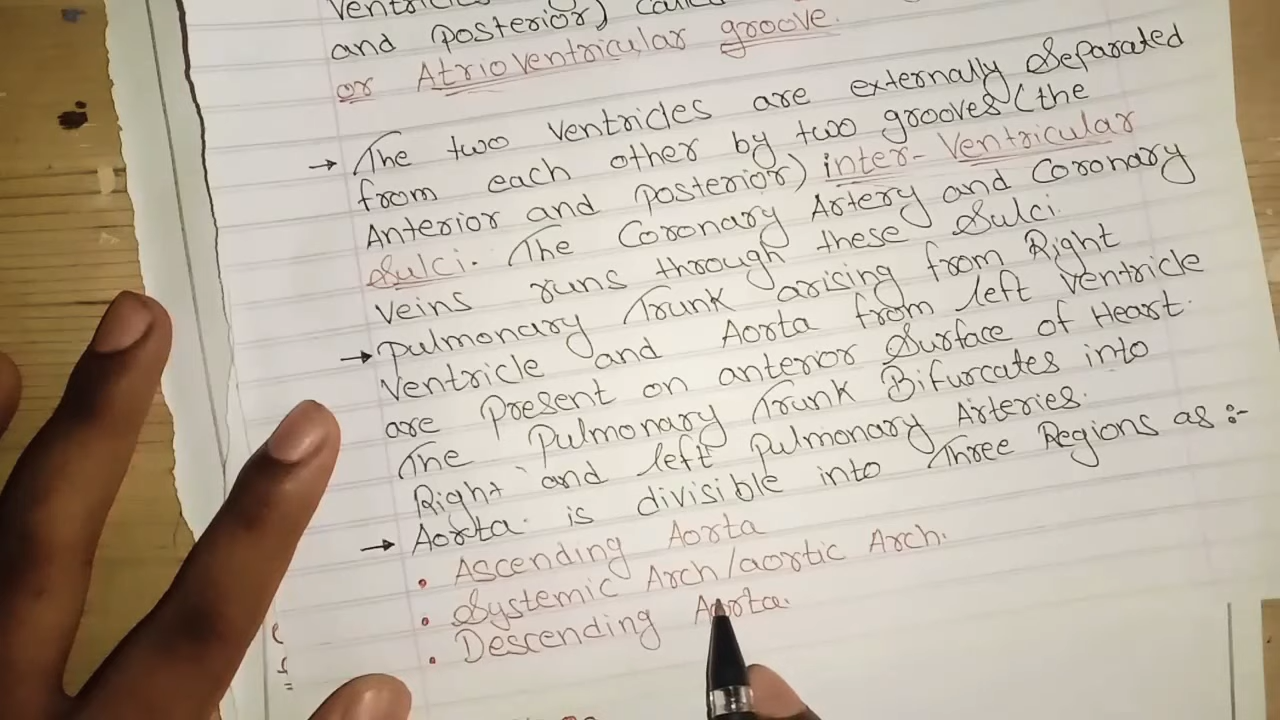 and Posterior)
or Atrioventricular groove.
→ The two ventricles are externally Separated
from each other by two grooves (the
Anterior and Posterior) inter-Ventricular
Sulci. The Coronary Artery and Coronary
Veins runs through these Sulci.
→ Pulmonary Trunk arising from Right
Ventricle and Aorta from left Ventricle
are Present on anterior Surface of Heart.
The Pulmonary Trunk Bifurcates into
Right and left Pulmonary Arteries.
→ Aorta is divisible into Three Regions as :-
• Ascending Aorta
• Systemic Arch/aortic Arch.
• Descending Aorta.